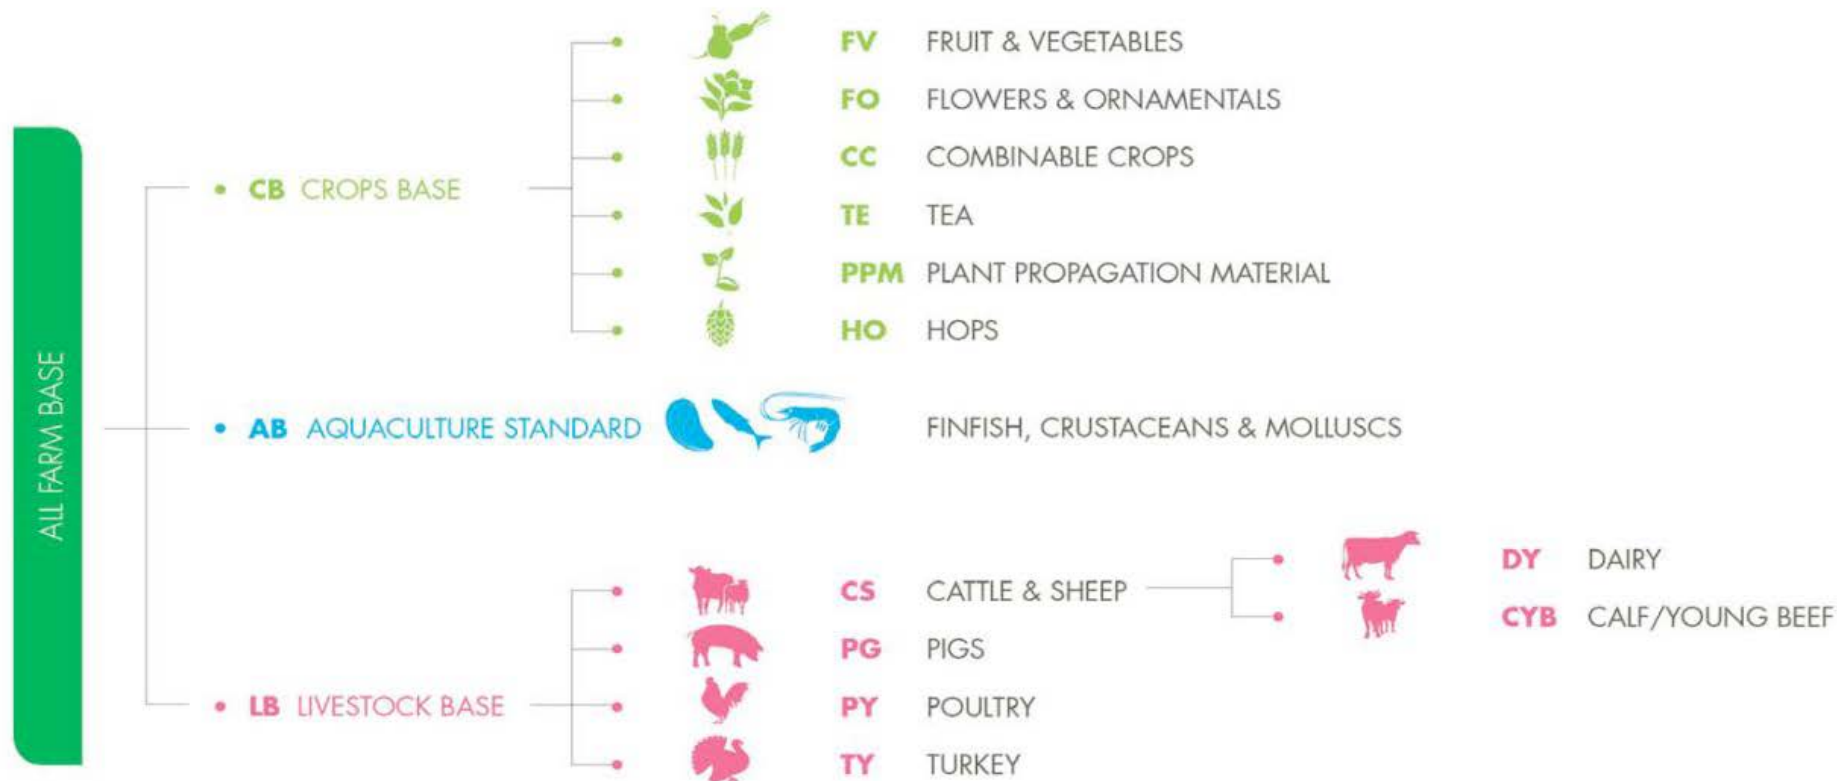 ALL FARM BASE
CB CROPS BASE
FV FRUIT & VEGETABLES
FO FLOWERS & ORNAMENTALS
CC COMBINABLE CROPS
TE TEA
PPM PLANT PROPAGATION MATERIAL
HO HOPS
AB AQUACULTURE STANDARD
FINFISH, CRUSTACEANS & MOLLUSCS
LB LIVESTOCK BASE
CS CATTLE & SHEEP
DY DAIRY
CYB CALF/YOUNG BEEF
PG PIGS
PY POULTRY
TY TURKEY